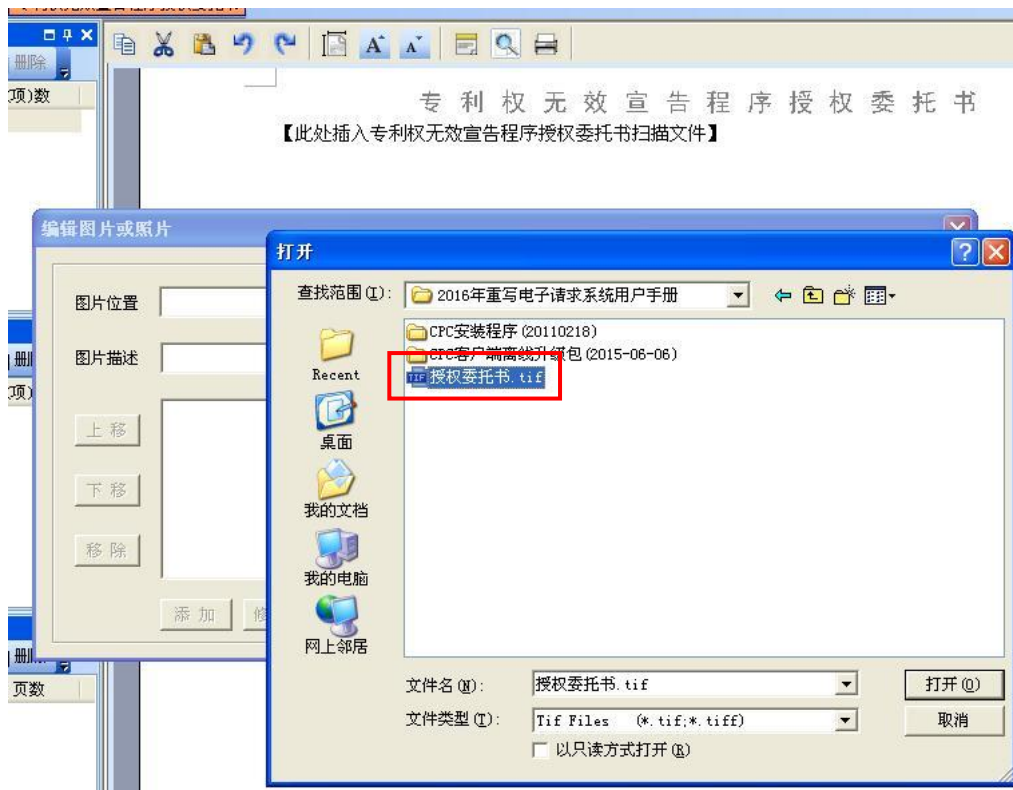 删除
项)数
专利权无效宣告程序授权委托书
【此处插入专利权无效宣告程序授权委托书扫描文件】
编辑图片或照片
图片位置
图片描述
上移
下移
移除
添加
打开
查找范围(I):
2016年重写电子请求系统用户手册
CPC安装程序(20110218)
CPC客户端离线升级包(2015-06-06)
授权委托书.tif
Recent
桌面
我的文档
我的电脑
网上邻居
文件名(N):
授权委托书.tif
打开(O)
文件类型(T):
Tif Files (*.tif;*.tiff)
取消
以只读方式打开(R)
页数